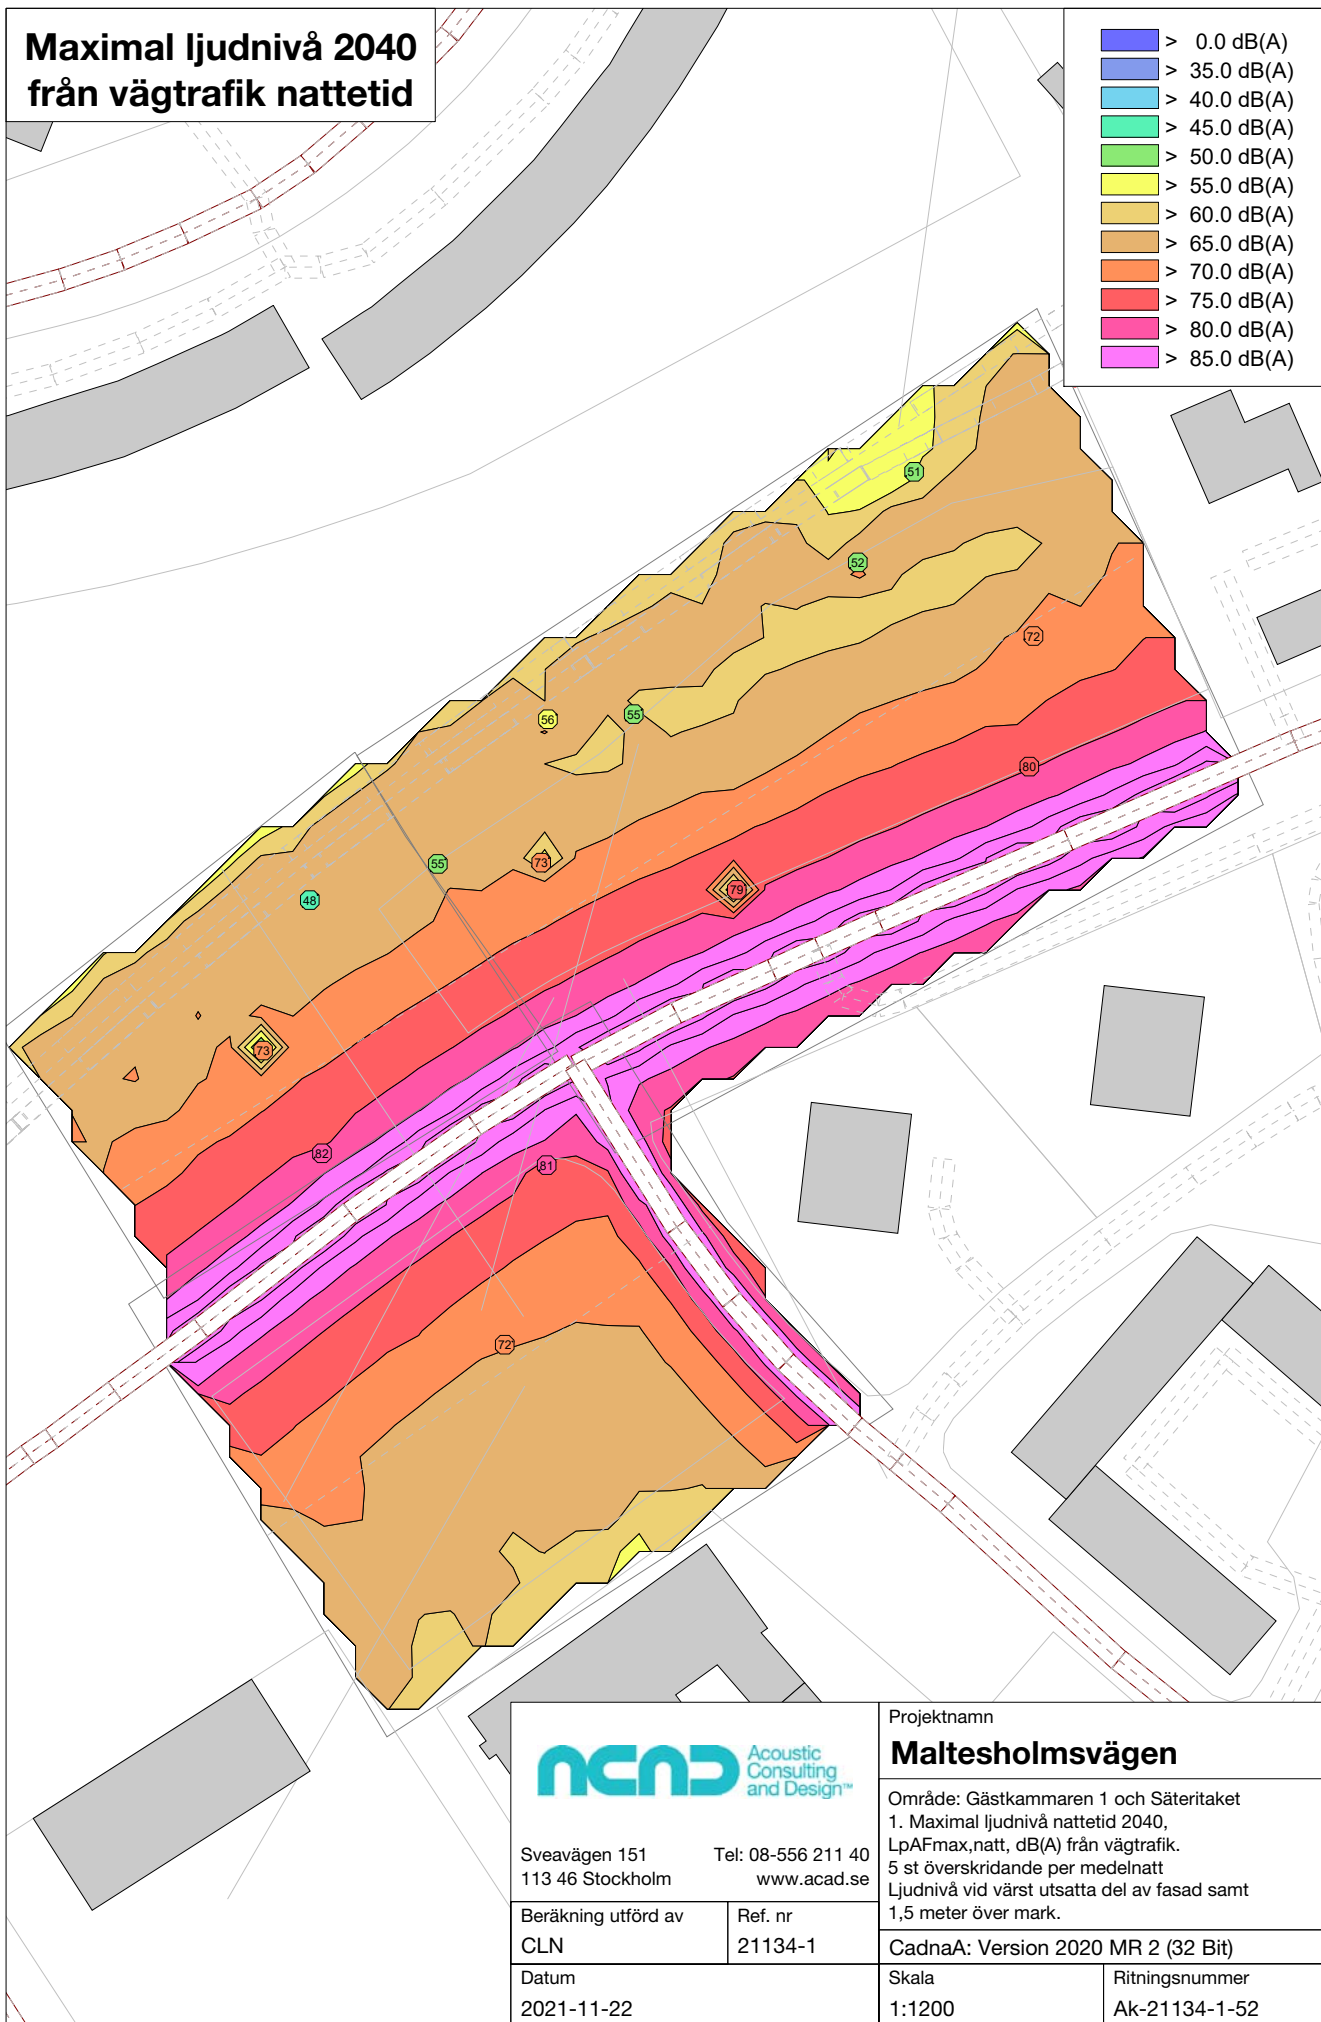 Maximal ljudnivå 2040
från vägtrafik nattetid
> 0.0 dB(A)
> 35.0 dB(A)
> 40.0 dB(A)
> 45.0 dB(A)
> 50.0 dB(A)
> 55.0 dB(A)
> 60.0 dB(A)
> 65.0 dB(A)
> 70.0 dB(A)
> 75.0 dB(A)
> 80.0 dB(A)
> 85.0 dB(A)
51
52
72
56
55
80
55
73
79
48
73
82
81
72
acad
Acoustic
Consulting
and Design™
Sveavägen 151
113 46 Stockholm
Tel: 08-556 211 40
www.acad.se
Beräkning utförd av
CLN
Ref. nr
21134-1
Datum
2021-11-22
Projektnamn
Maltesholmsvägen
Område: Gästkammaren 1 och Säteritaket
1. Maximal ljudnivå nattetid 2040,
LpAFmax,natt, dB(A) från vägtrafik.
5 st överskridande per medelnatt
Ljudnivå vid värst utsatta del av fasad samt
1,5 meter över mark.
CadnaA: Version 2020 MR 2 (32 Bit)
Skala
1:1200
Ritningsnummer
Ak-21134-1-52